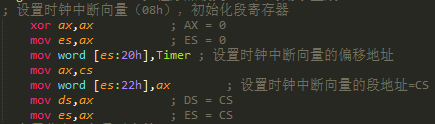 ; 设置时钟中断向量（08h），初始化段寄存器
xor ax,ax ; AX = 0
mov es,ax ; ES = 0
mov word [es:20h],Timer ; 设置时钟中断向量的偏移地址
mov ax,cs
mov word [es:22h],ax ; 设置时钟中断向量的段地址=CS
mov ds,ax ; DS = CS
mov es,ax ; ES = CS